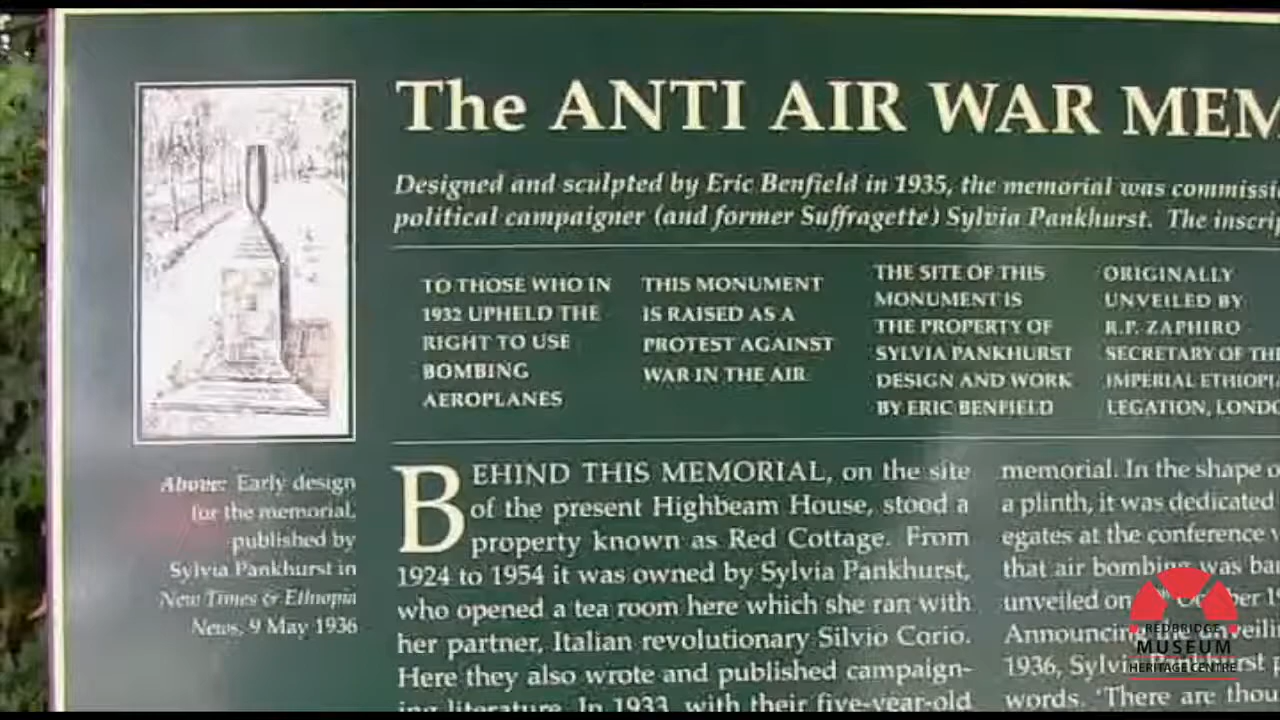 The ANTI AIR WAR MEM
Designed and sculpted by Eric Benfield in 1935, the memorial was commissi
political campaigner (and former Suffragette) Sylvia Pankhurst. The inscrip
TO THOSE WHO IN
1932 UPHELD THE
RIGHT TO USE
BOMBING
AEROPLANES
THIS MONUMENT
IS RAISED AS A
PROTEST AGAINST
WAR IN THE AIR
THE SITE OF THIS
MONUMENT IS
THE PROPERTY OF
SYLVIA PANKHURST
DESIGN AND WORK
BY ERIC BENFIELD
ORIGINALLY
UNVEILED BY
R.P. ZAPHIRO
SECRETARY OF THE
IMPERIAL ETHIOPI
LEGATION, LONDO
Above: Early design
for the memorial,
published by
Sylvia Pankhurst in
New Times & Ethiopia
News, 9 May 1936
BEHIND THIS MEMORIAL, on the site
of the present Highbeam House, stood a
property known as Red Cottage. From
1924 to 1954 it was owned by Sylvia Pankhurst,
who opened a tea room here which she ran with
her partner, Italian revolutionary Silvio Corio.
Here they also wrote and published campaign-
ing literature. In 1933, with their five-year-old
memorial. In the shape o
a plinth, it was dedicated
egates at the conference
that air bombing was ba
unveiled on
Announcing the unveilin
1936, Sylvia Pankhurst p
words. 'There are thou
REDBRIDGE
MUSEUM
HERITAGE CENTRE